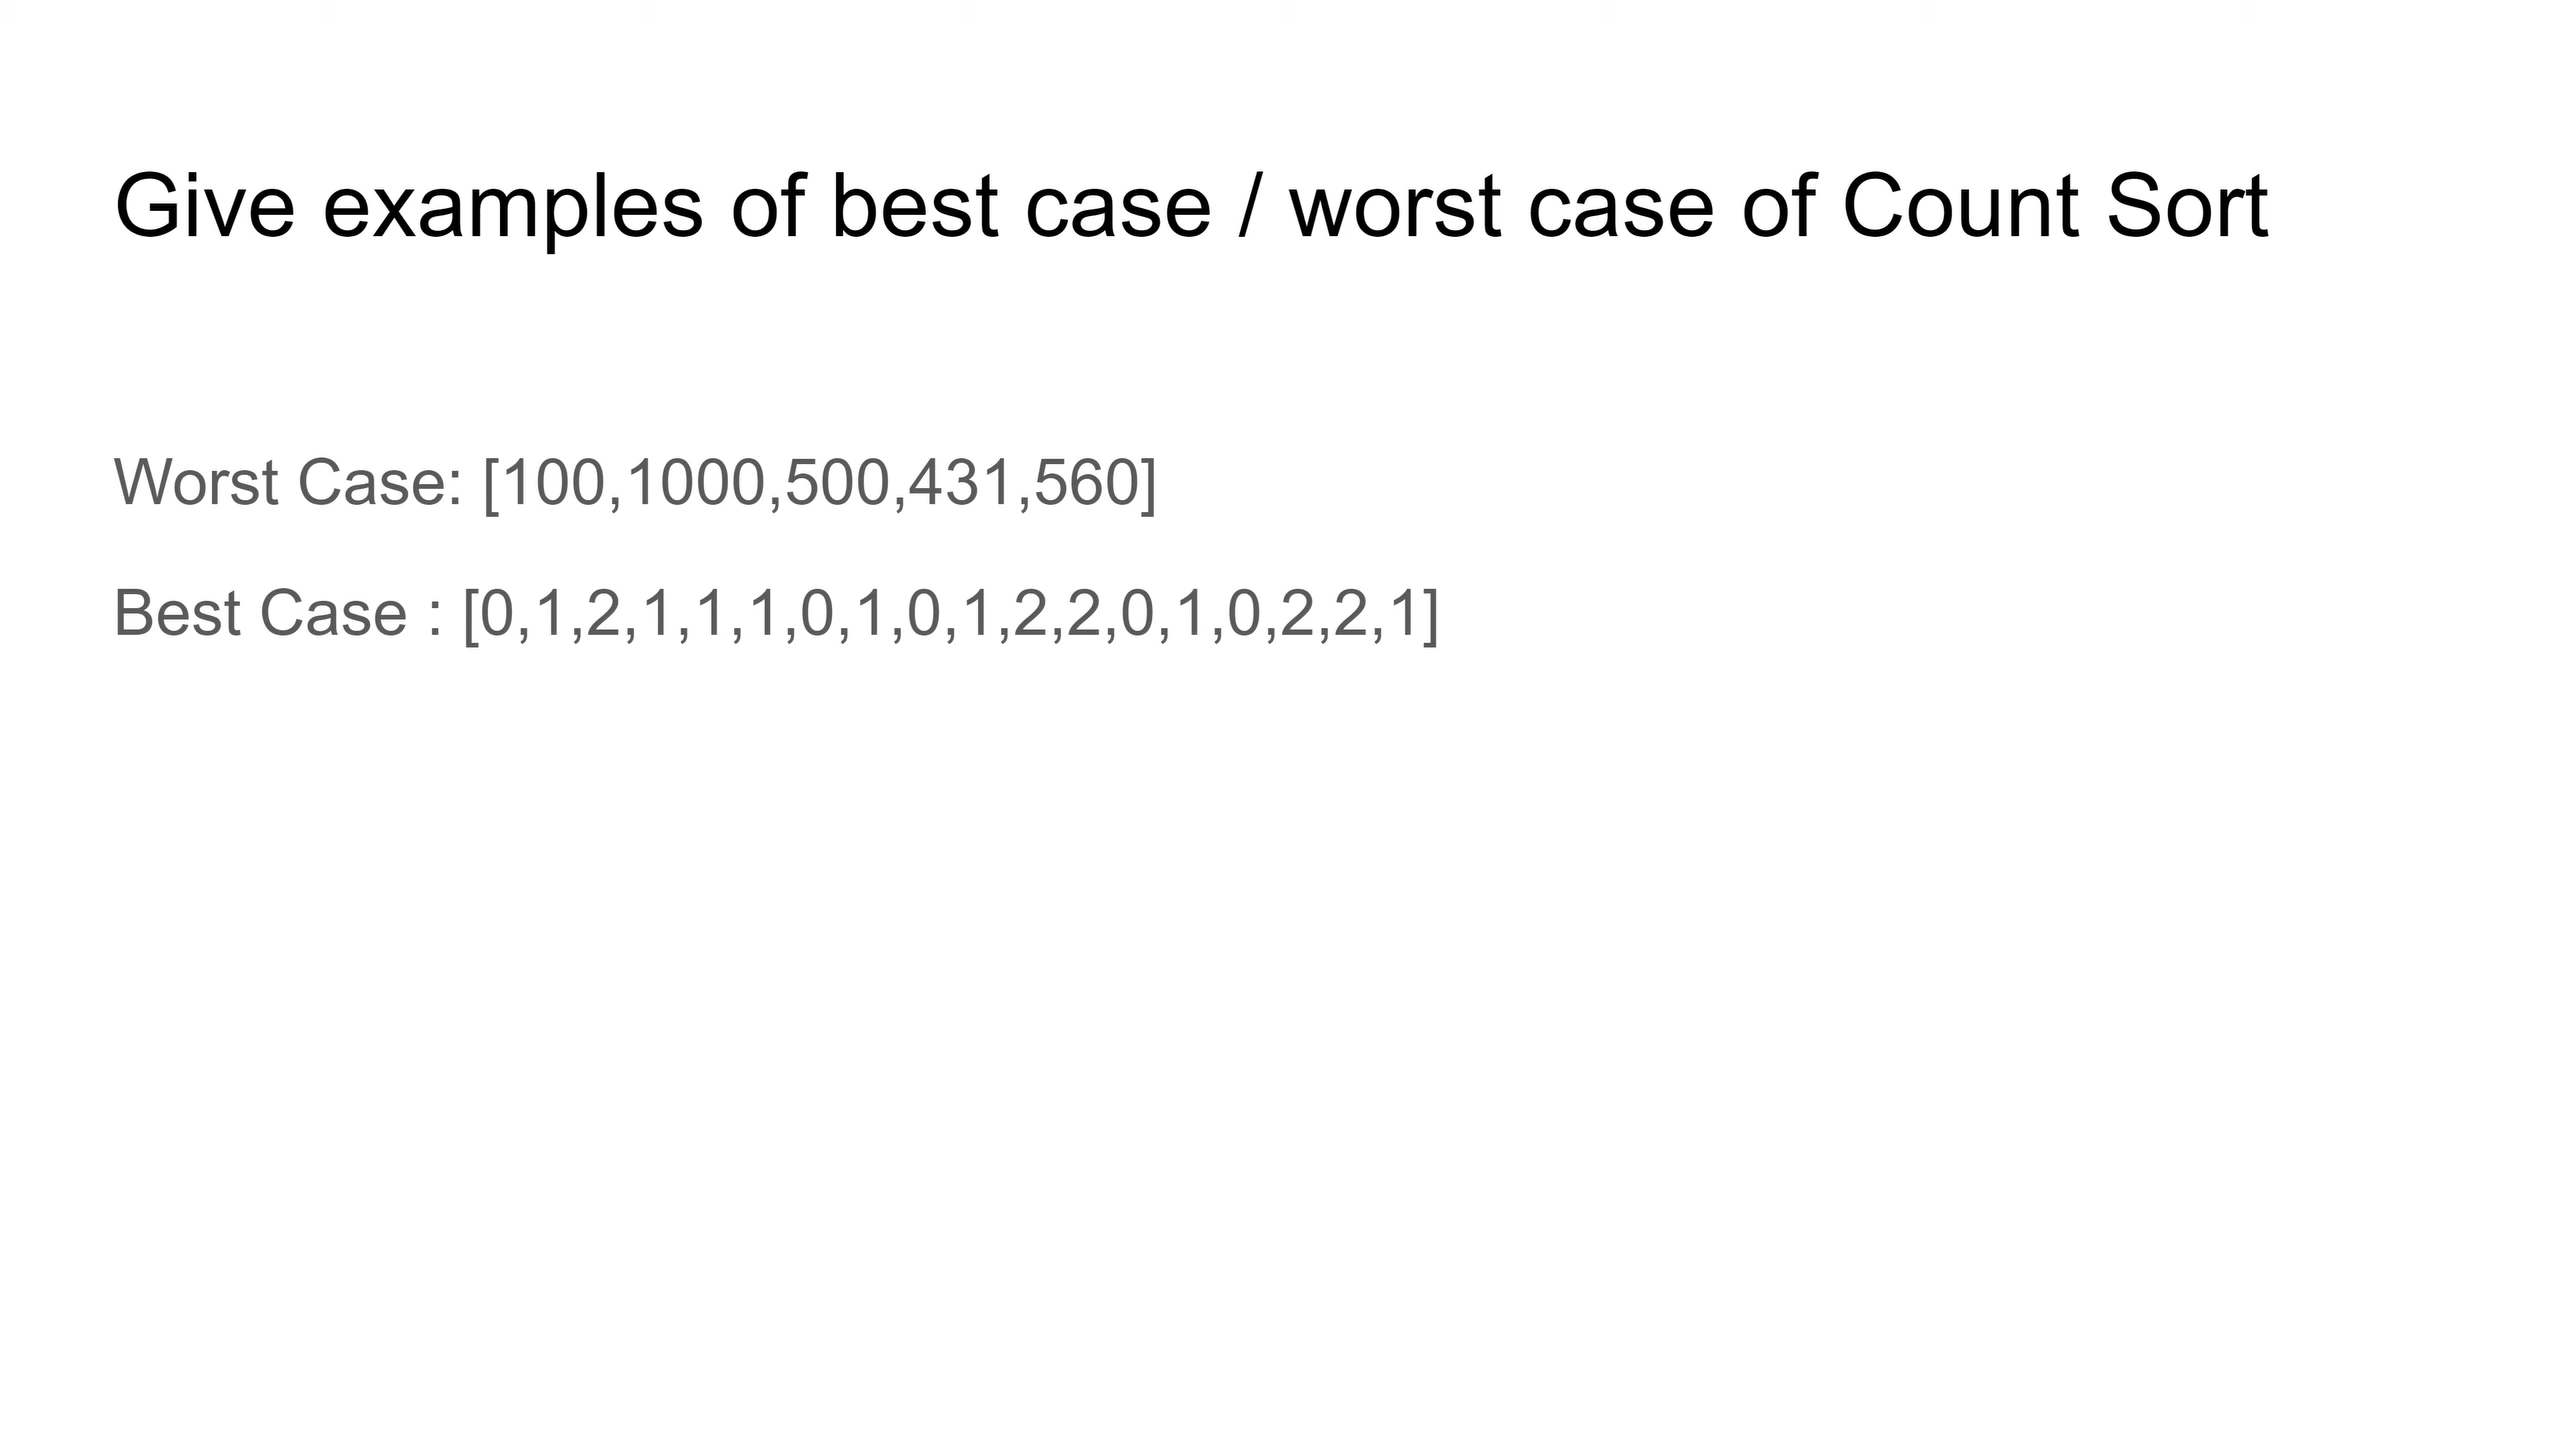 Give examples of best case / worst case of Count Sort
Worst Case: [100,1000,500,431,560]
Best Case : [0,1,2,1,1,1,0,1,0,1,2,2,0,1,0,2,2,1]